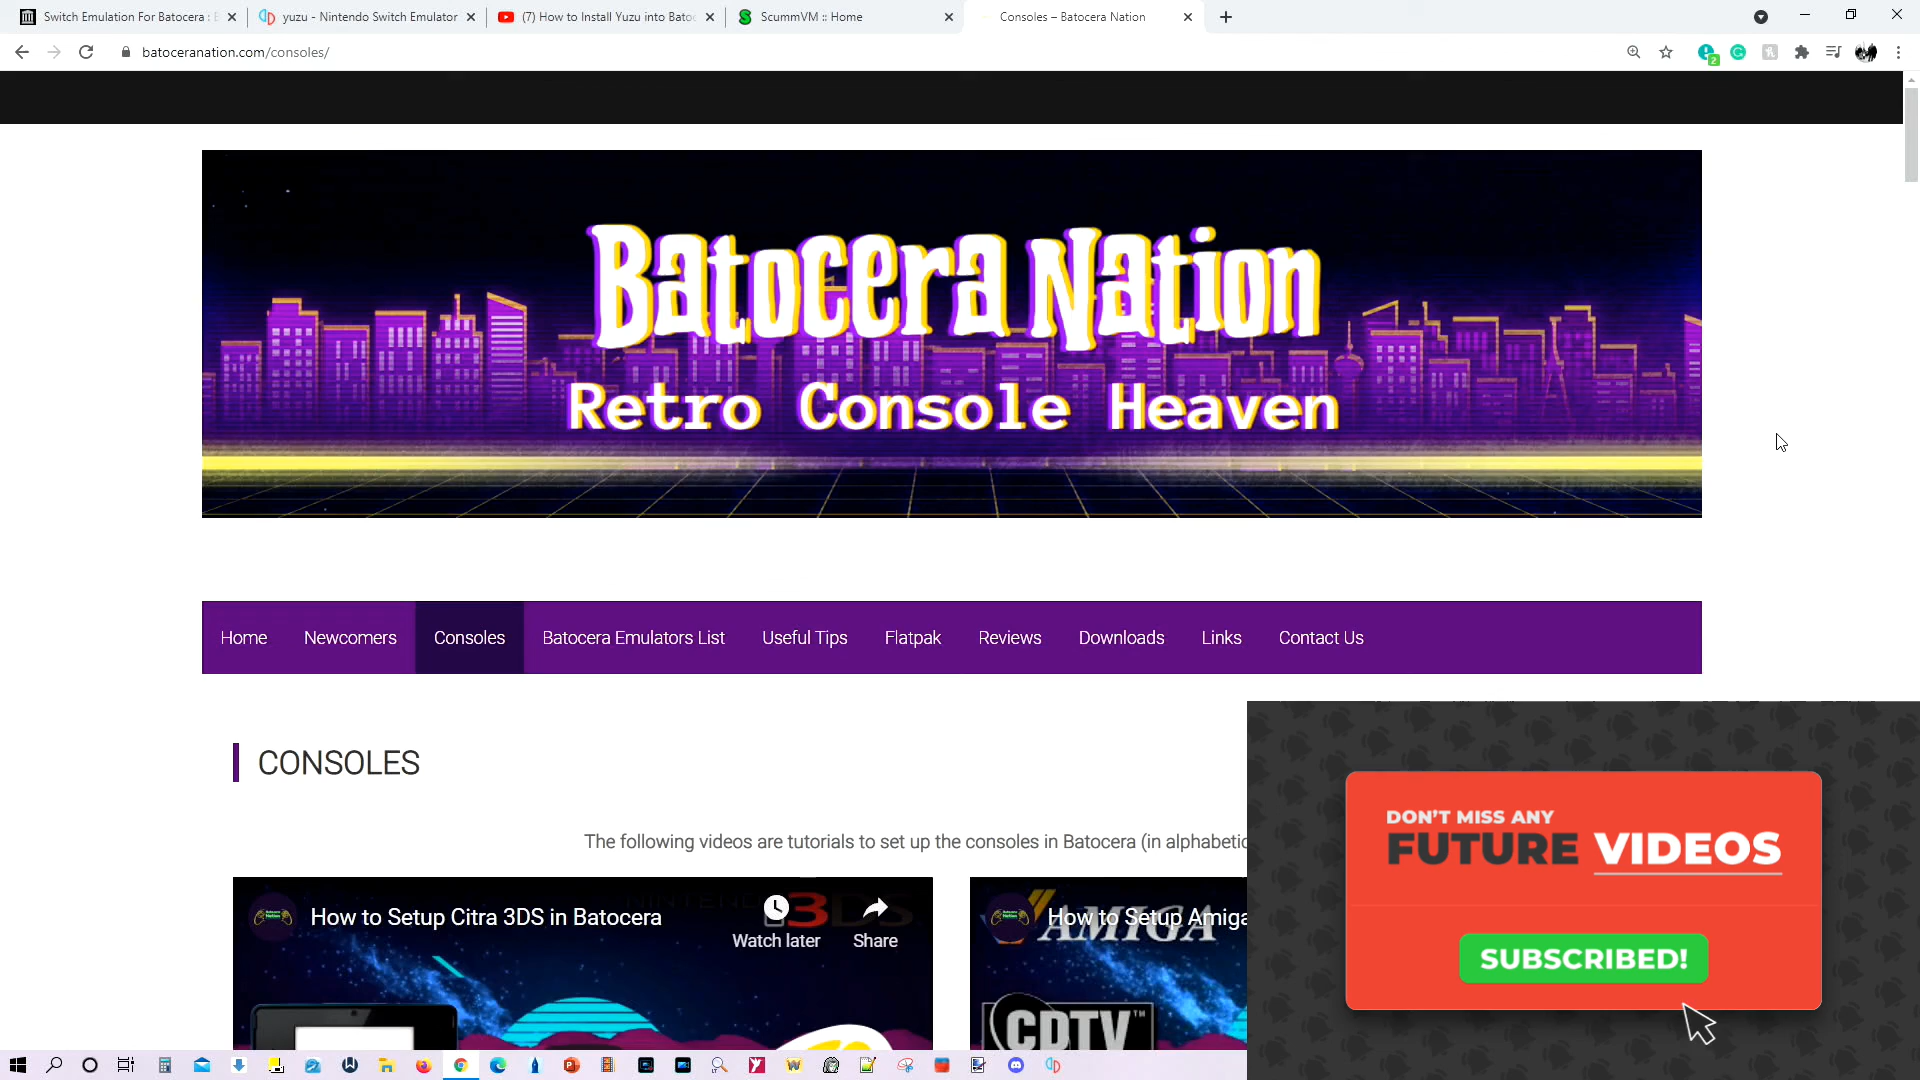 Switch Emulation For Batocera : B
yuzu - Nintendo Switch Emulator
(7) How to Install Yuzu into Batoc
ScummVM :: Home
Consoles – Batocera Nation
batoceranation.com/consoles/
2
Batocera Nation
Retro Console Heaven
Home Newcomers Consoles Batocera Emulators List Useful Tips Flatpak Reviews Downloads Links Contact Us
CONSOLES
The following videos are tutorials to set up the consoles in Batocera (in alphabetic
How to Setup Citra 3DS in Batocera
Watch later
Share
How to Setup Amiga
AMIGA
CDTV™
DON'T MISS ANY
FUTURE VIDEOS
SUBSCRIBED!